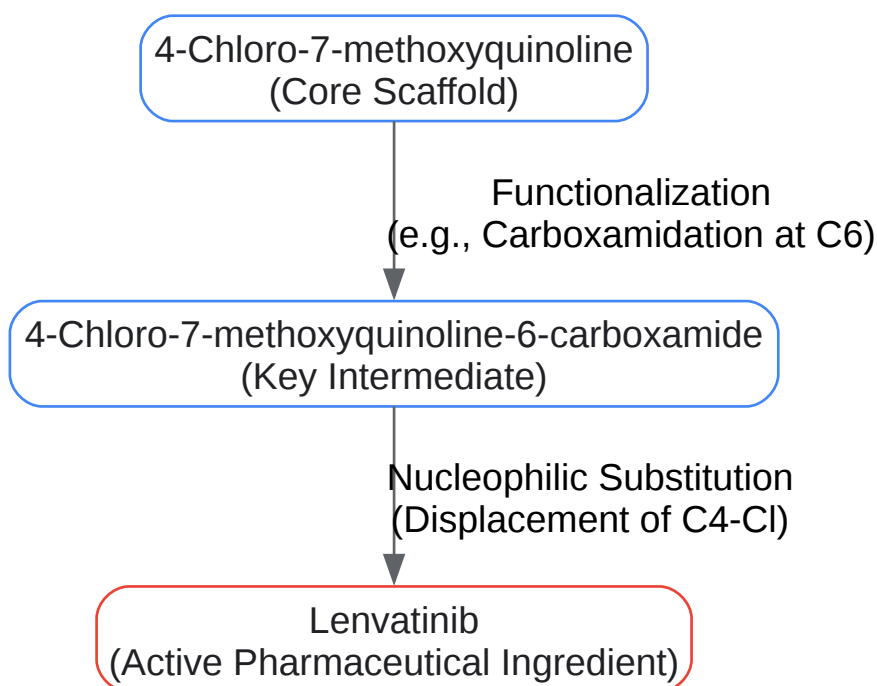 4-Chloro-7-methoxyquinoline
(Core Scaffold)
Functionalization
(e.g., Carboxamidation at C6)
4-Chloro-7-methoxyquinoline-6-carboxamide
(Key Intermediate)
Nucleophilic Substitution
(Displacement of C4-Cl)
Lenvatinib
(Active Pharmaceutical Ingredient)